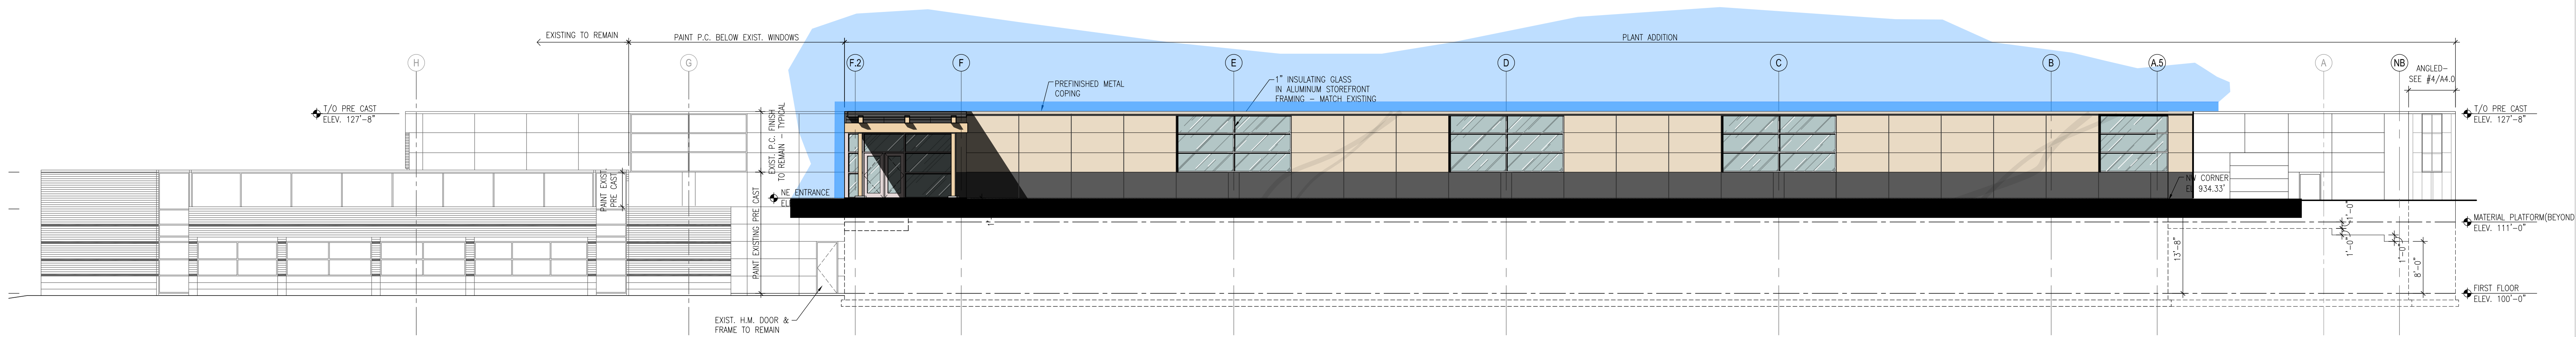 EXISTING TO REMAIN
PAINT P.C. BELOW EXIST. WINDOWS
PLANT ADDITION
H
G
F.2
F
E
D
C
B
A.5
A
NB
ANGLED-
SEE #4/A4.0
T/O PRE CAST
ELEV. 127'-8"
PREFINISHED METAL
COPING
1" INSULATING GLASS
IN ALUMINUM STOREFRONT
FRAMING - MATCH EXISTING
T/O PRE CAST
ELEV. 127'-8"
EXIST. P.C. FINISH
TO REMAIN - TYPICAL
PAINT EXIST.
PRE CAST
PAINT EXISTING PRE CAST
NE ENTRANCE
NW CORNER
EL 934.33'
MATERIAL PLATFORM(BEYOND
ELEV. 111'-0"
1'-0"
1'-0"
1'-0"
13'-8"
8'-0"
FIRST FLOOR
ELEV. 100'-0"
EXIST. H.M. DOOR &
FRAME TO REMAIN